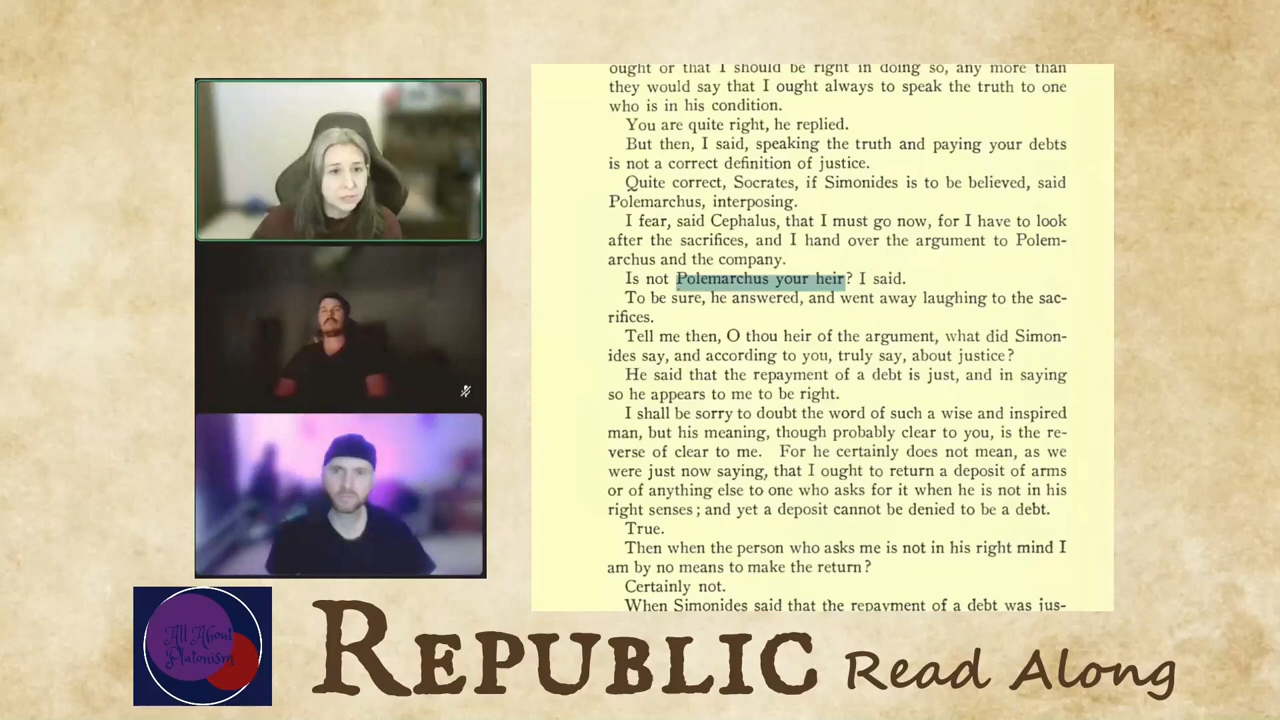 ought or that I should be right in doing so, any more than
they would say that I ought always to speak the truth to one
who is in his condition.
You are quite right, he replied.
But then, I said, speaking the truth and paying your debts
is not a correct definition of justice.
Quite correct, Socrates, if Simonides is to be believed, said
Polemarchus, interposing.
I fear, said Cephalus, that I must go now, for I have to look
after the sacrifices, and I hand over the argument to Polem-
archus and the company.
Is not Polemarchus your heir? I said.
To be sure, he answered, and went away laughing to the sac-
rifices.
Tell me then, O thou heir of the argument, what did Simon-
ides say, and according to you, truly say, about justice?
He said that the repayment of a debt is just, and in saying
so he appears to me to be right.
I shall be sorry to doubt the word of such a wise and inspired
man, but his meaning, though probably clear to you, is the re-
verse of clear to me. For he certainly does not mean, as we
were just now saying, that I ought to return a deposit of arms
or of anything else to one who asks for it when he is not in his
right senses; and yet a deposit cannot be denied to be a debt.
True.
Then when the person who asks me is not in his right mind I
am by no means to make the return?
Certainly not.
When Simonides said that the repayment of a debt was jus-
All About
Platonism
REPUBLIC Read Along